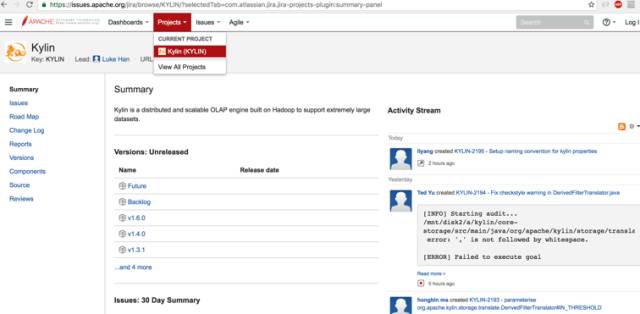 https://issues.apache.org/jira/browse/KYLIN/?selectedTab=com.atlassian.jira.jira-projects-plugin:summary-panel
APACHE
Dashboards Projects Issues Agile Search Log In
CURRENT PROJECT
Kylin (KYLIN)
View All Projects
Kylin
Key: KYLIN Lead: Luke Han URL
Summary
Issues
Road Map
Change Log
Reports
Versions
Components
Source
Reviews
Summary
Kylin is a distributed and scalable OLAP engine built on Hadoop to support extremely large
datasets.
Versions: Unreleased
Name Release date
Future
Backlog
v1.6.0
v1.4.0
v1.3.1
...and 4 more
Issues: 30 Day Summary
Activity Stream
Today
liyang created KYLIN-2195 - Setup naming convention for kylin properties
2 hours ago
Yesterday
Ted Yu created KYLIN-2194 - Fix checkstyle warning in DerivedFilterTranslator.java
[INFO] Starting audit...
/mnt/disk2/a/kylin/core-
storage/src/main/java/org/apache/kylin/storage/transla
error: ',' is not followed by whitespace.
[ERROR] Failed to execute goal
Read more ›
6 hours ago
hongbin ma created KYLIN-2193 - parameterise
org.apache.kylin.storage.translate.DerivedFilterTranslator#IN_THRESHOLD